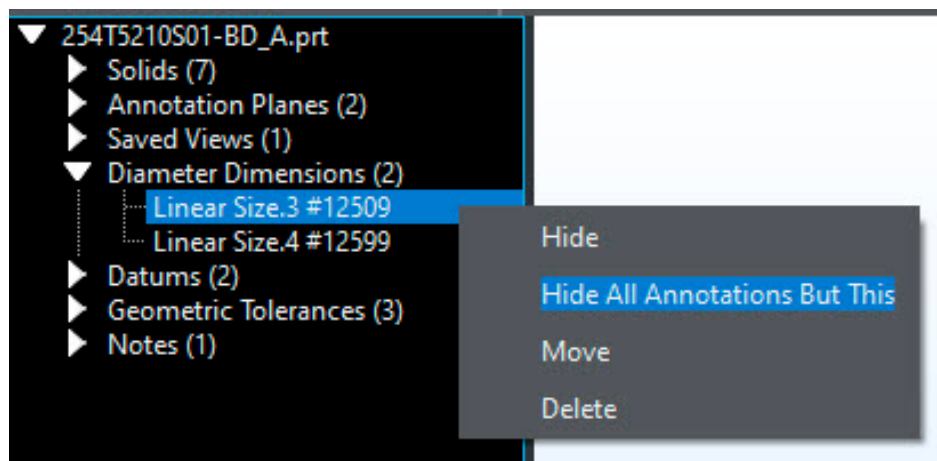 254T5210S01-BD_A.prt
Solids (7)
Annotation Planes (2)
Saved Views (1)
Diameter Dimensions (2)
Linear Size.3 #12509
Linear Size.4 #12599
Datums (2)
Geometric Tolerances (3)
Notes (1)
Hide
Hide All Annotations But This
Move
Delete